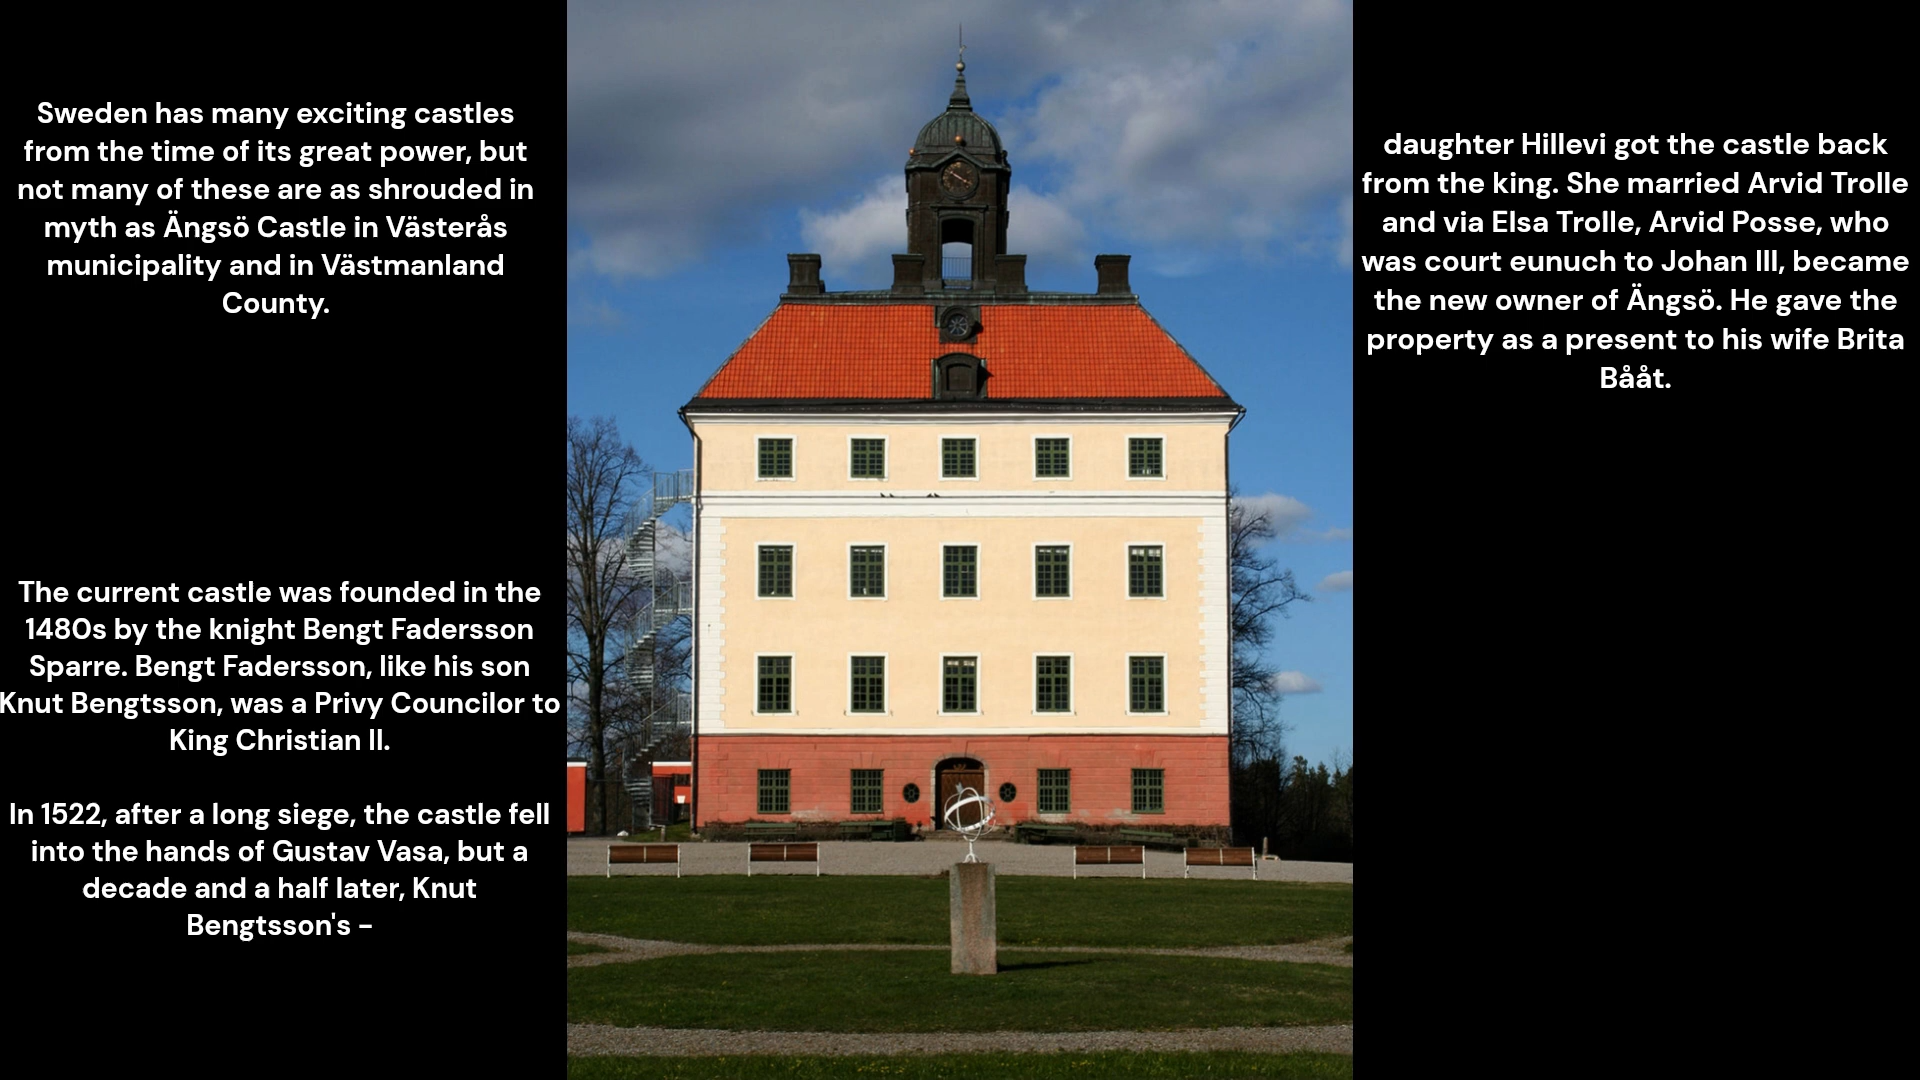 Sweden has many exciting castles
from the time of its great power, but
not many of these are as shrouded in
myth as Ängsö Castle in Västerås
municipality and in Västmanland
County.
The current castle was founded in the
1480s by the knight Bengt Fadersson
Sparre. Bengt Fadersson, like his son
Knut Bengtsson, was a Privy Councilor to
King Christian II.
In 1522, after a long siege, the castle fell
into the hands of Gustav Vasa, but a
decade and a half later, Knut
Bengtsson's -
daughter Hillevi got the castle back
from the king. She married Arvid Trolle
and via Elsa Trolle, Arvid Posse, who
was court eunuch to Johan III, became
the new owner of Ängsö. He gave the
property as a present to his wife Brita
Bååt.